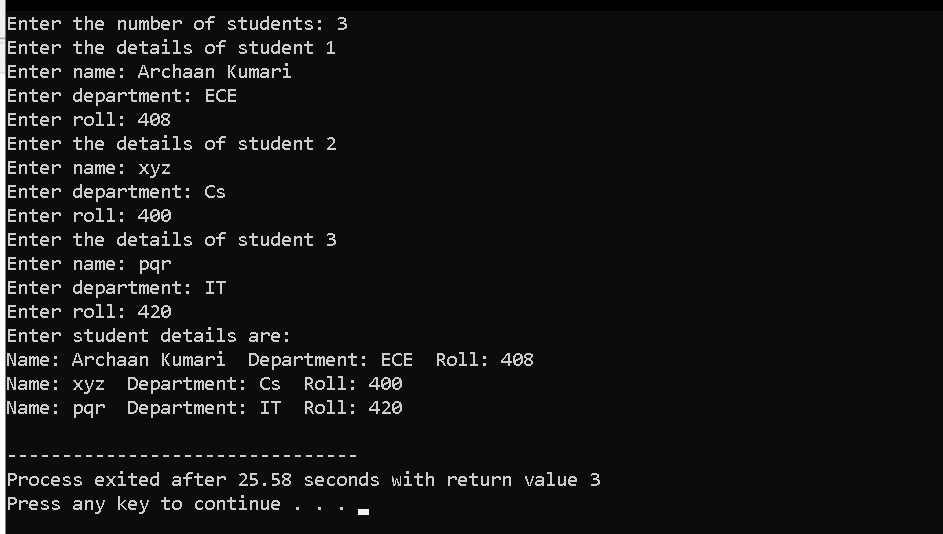 Enter the number of students: 3
Enter the details of student 1
Enter name: Archaan Kumari
Enter department: ECE
Enter roll: 408
Enter the details of student 2
Enter name: xyz
Enter department: Cs
Enter roll: 400
Enter the details of student 3
Enter name: pqr
Enter department: IT
Enter roll: 420
Enter student details are:
Name: Archaan Kumari  Department: ECE  Roll: 408
Name: xyz  Department: Cs  Roll: 400
Name: pqr  Department: IT  Roll: 420
--------------------------------
Process exited after 25.58 seconds with return value 3
Press any key to continue . . .